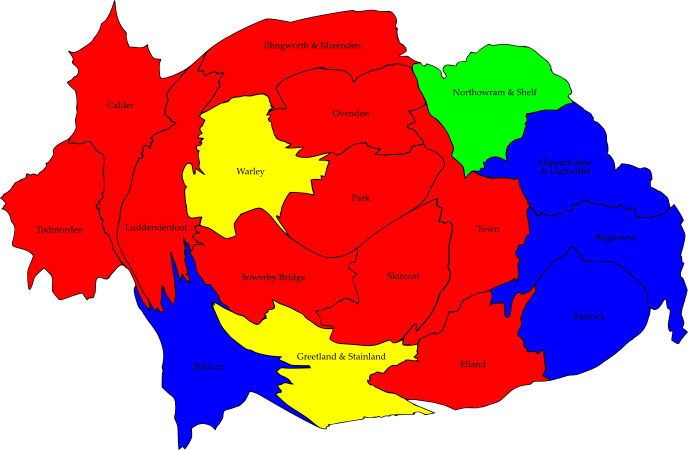 Illingworth & Mixenden
Calder
Northowram & Shelf
Ovenden
Warley
Hipperholme
& Lightcliffe
Park
Todmorden
Luddendenfoot
Town
Brighouse
Sowerby Bridge
Skircoat
Rastrick
Greetland & Stainland
Elland
Ryburn